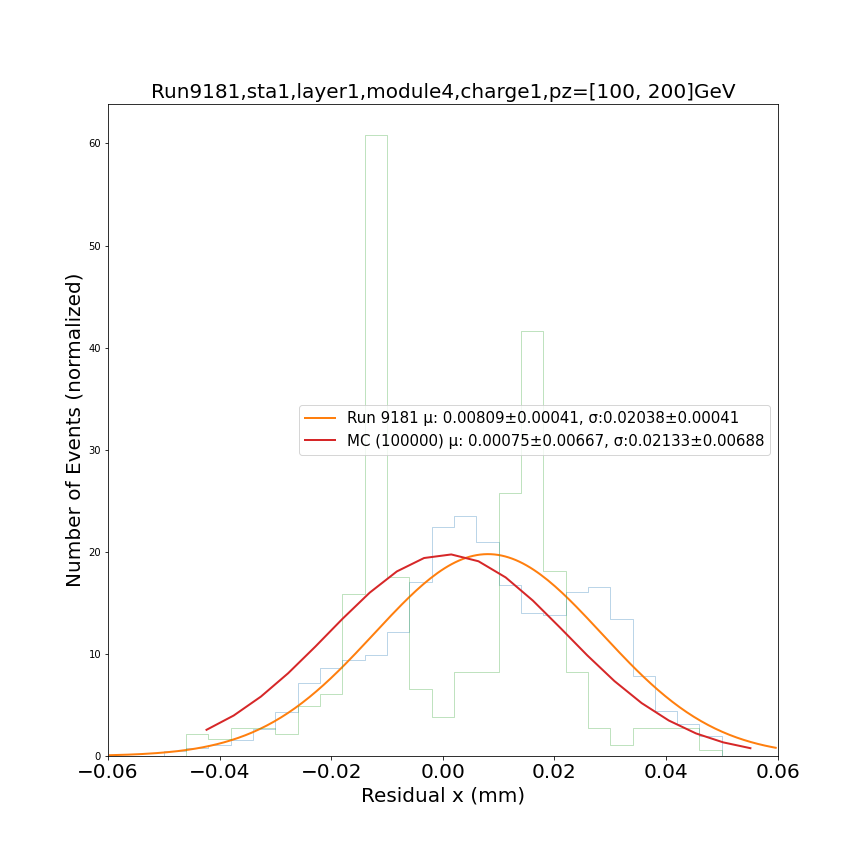 Run9181,sta1,layer1,module4,charge1,pz=[100, 200]GeV
Number of Events (normalized)
60
50
40
30
20
10
0
Run 9181 μ: 0.00809±0.00041, σ:0.02038±0.00041
MC (100000) μ: 0.00075±0.00667, σ:0.02133±0.00688
−0.06 −0.04 −0.02 0.00 0.02 0.04 0.06
Residual x (mm)